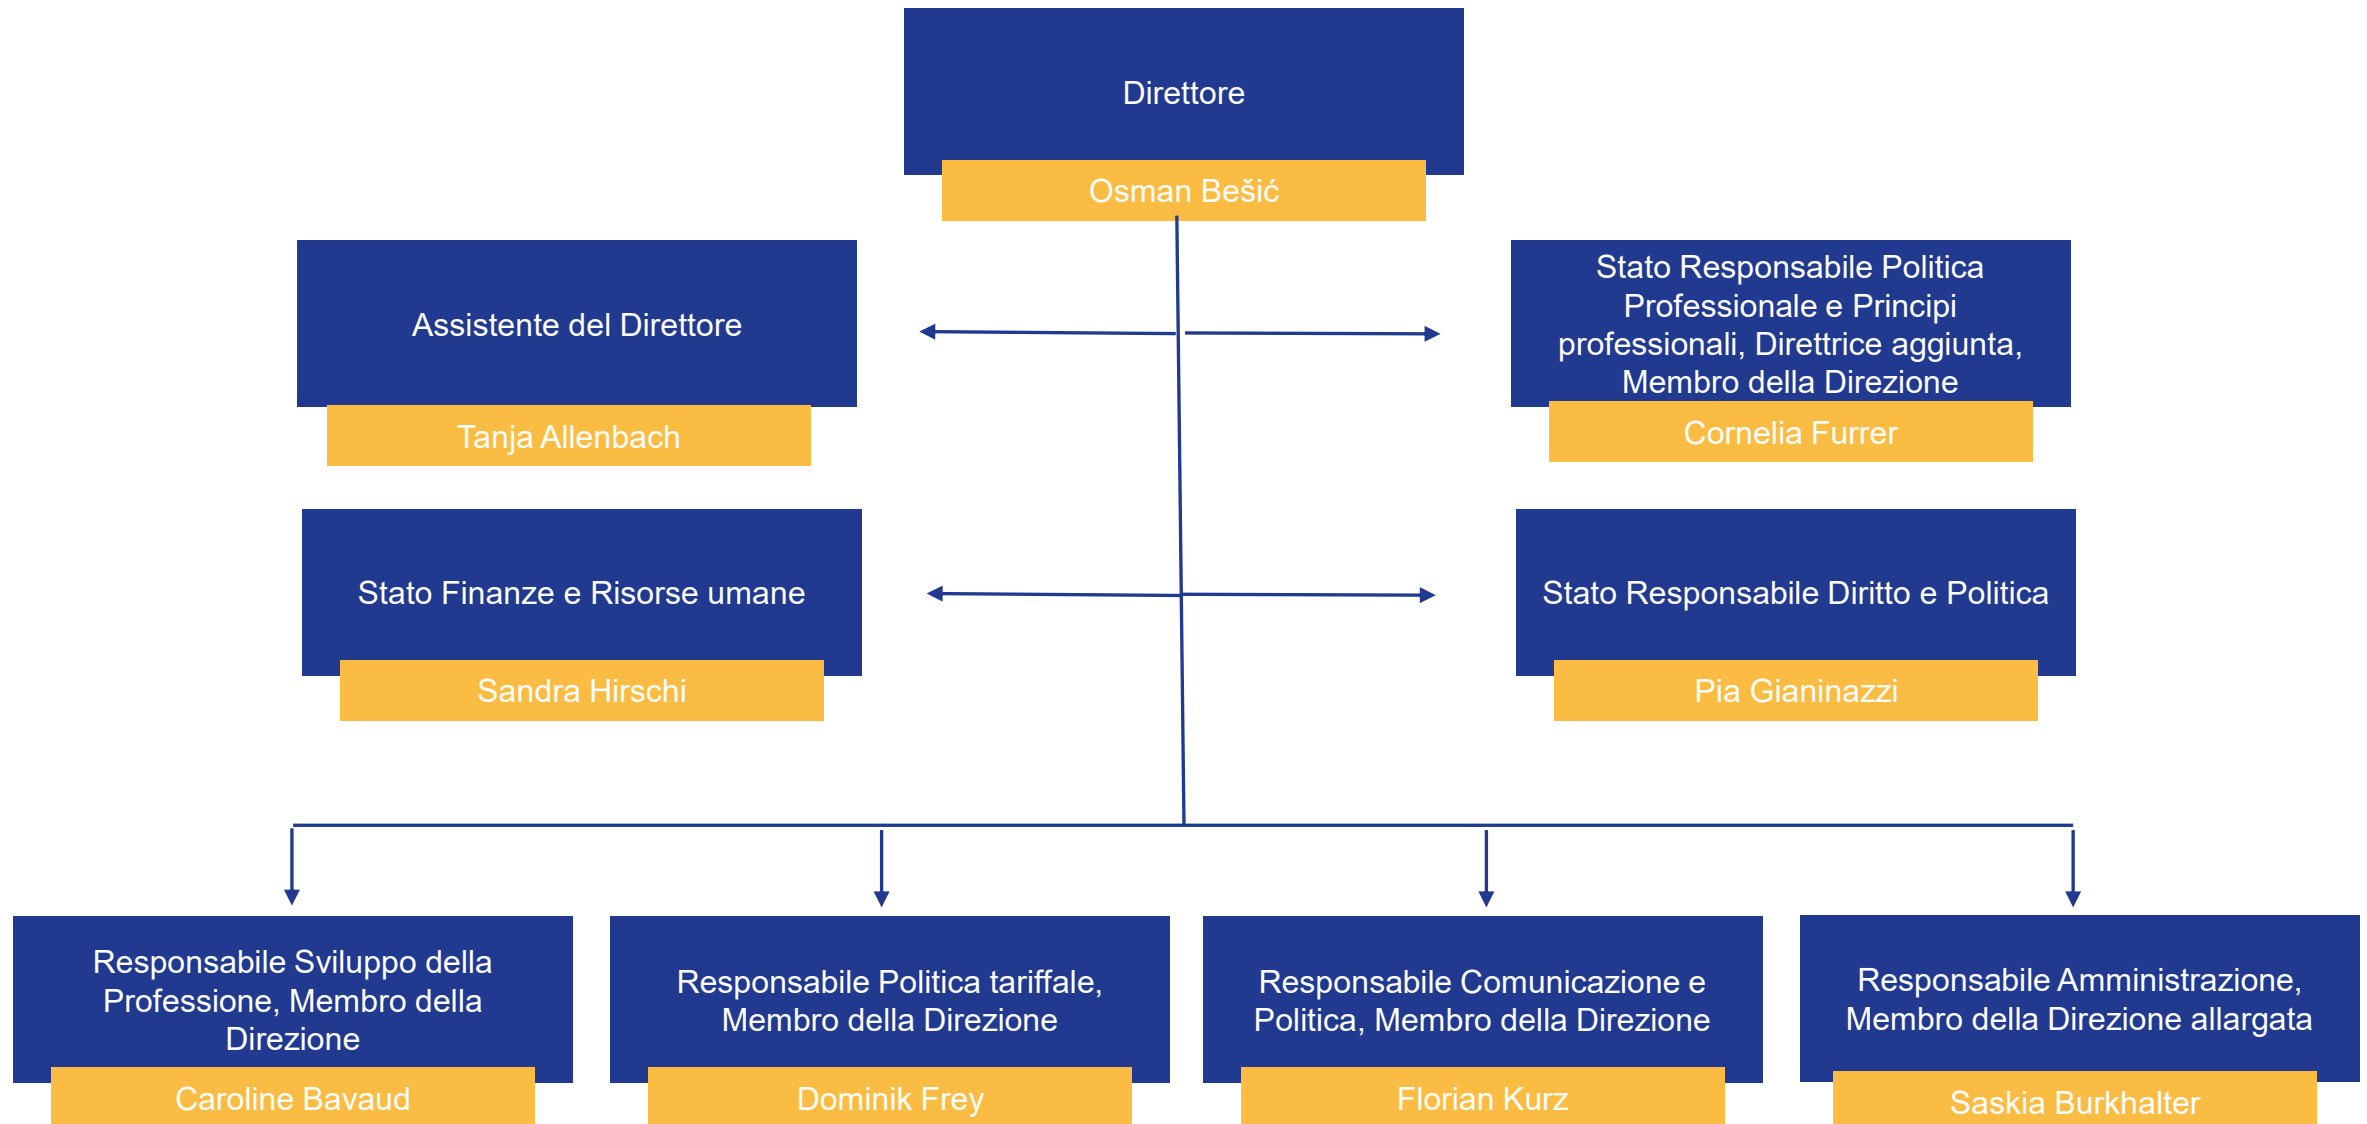 Direttore
Osman Bešić
Assistente del Direttore
Tanja Allenbach
Stato Responsabile Politica
Professionale e Principi
professionali, Direttrice aggiunta,
Membro della Direzione
Cornelia Furrer
Stato Finanze e Risorse umane
Sandra Hirschi
Stato Responsabile Diritto e Politica
Pia Gianinazzi
Responsabile Sviluppo della
Professione, Membro della
Direzione
Caroline Bavaud
Responsabile Politica tariffale,
Membro della Direzione
Dominik Frey
Responsabile Comunicazione e
Politica, Membro della Direzione
Florian Kurz
Responsabile Amministrazione,
Membro della Direzione allargata
Saskia Burkhalter